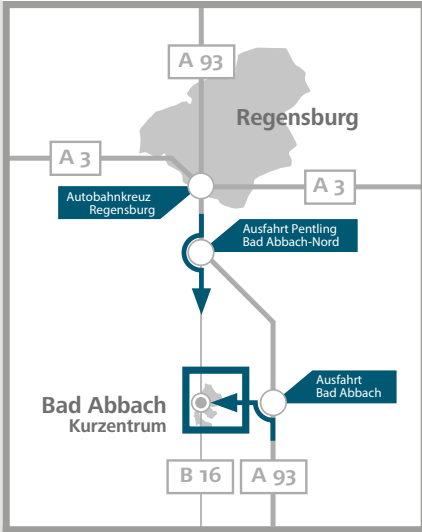 A 93
Regensburg
A 3
A 3
Autobahnkreuz
Regensburg
Ausfahrt Pentling
Bad Abbach-Nord
Ausfahrt
Bad Abbach
Bad Abbach
Kurzentrum
B 16
A 93